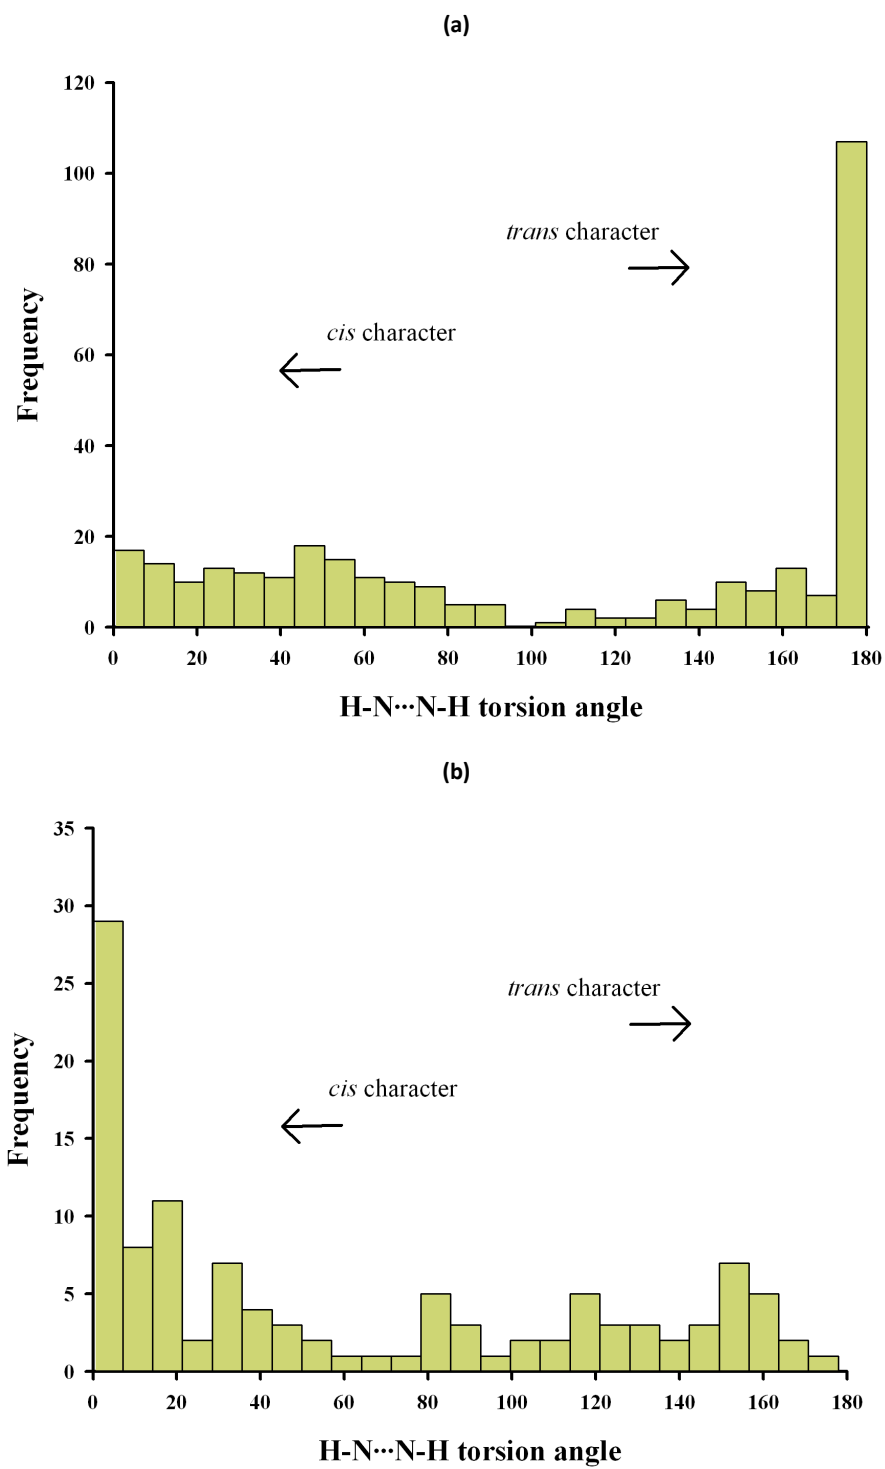 (a)
120
100
80
60
40
20
0
Frequency
trans character
cis character
0 20 40 60 80 100 120 140 160 180
H-N···N-H torsion angle
(b)
35
30
25
20
15
10
5
0
Frequency
trans character
cis character
0 20 40 60 80 100 120 140 160 180
H-N···N-H torsion angle